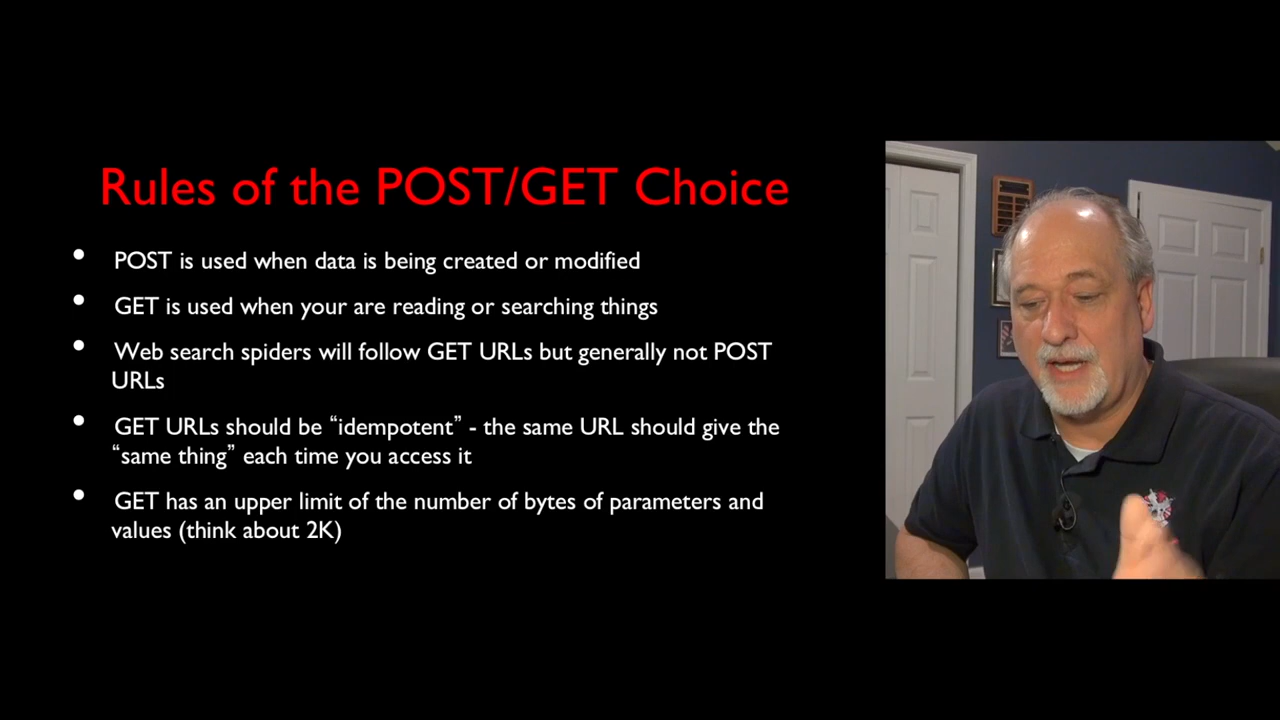 Rules of the POST/GET Choice
• POST is used when data is being created or modified
• GET is used when your are reading or searching things
• Web search spiders will follow GET URLs but generally not POST
URLs
• GET URLs should be “idempotent” - the same URL should give the
“same thing” each time you access it
• GET has an upper limit of the number of bytes of parameters and
values (think about 2K)